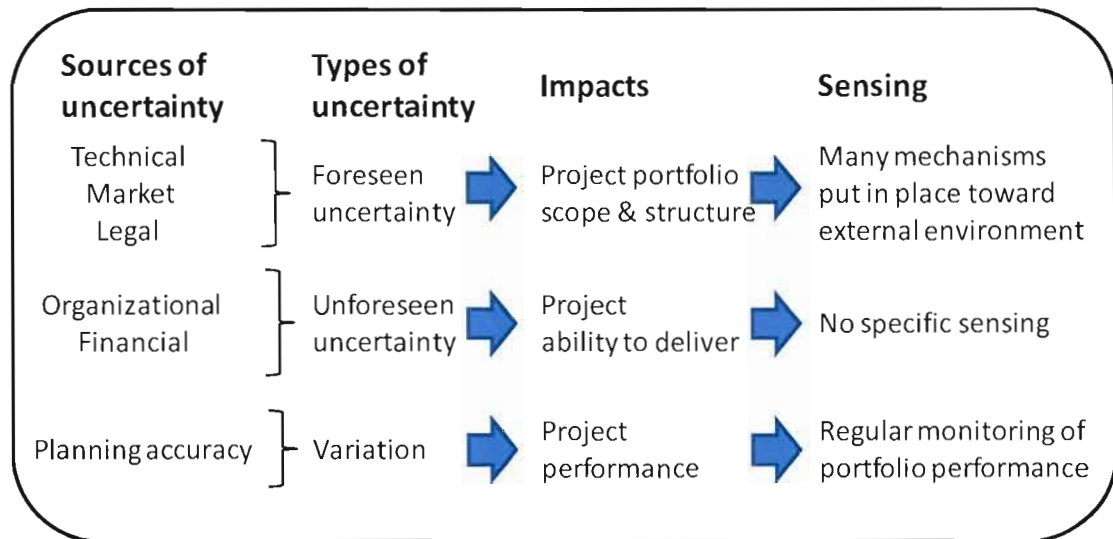 Sources of
uncertainty
Types of
uncertainty
Impacts
Sensing
Technical
Market
Legal
Foreseen
uncertainty
Project portfolio
scope & structure
Many mechanisms
put in place toward
external environment
Organizational
Financial
Unforeseen
uncertainty
Project
ability to deliver
No specific sensing
Planning accuracy
Variation
Project
performance
Regular monitoring of
portfolio performance